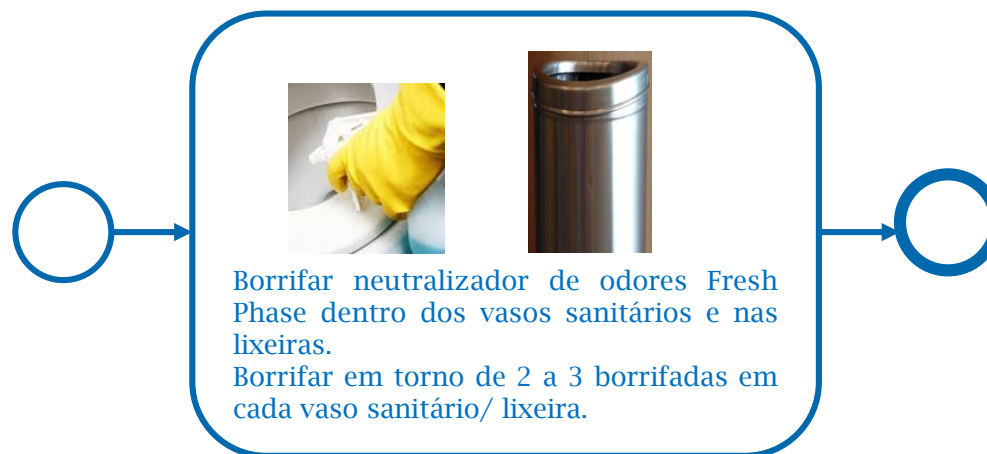 Borrifar neutralizador de odores Fresh
Phase dentro dos vasos sanitários e nas
lixeiras.
Borrifar em torno de 2 a 3 borrifadas em
cada vaso sanitário/ lixeira.